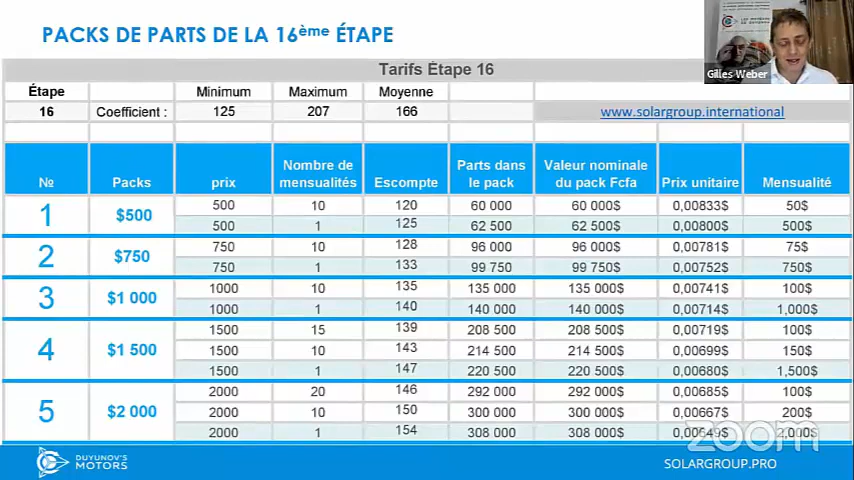 PACKS DE PARTS DE LA 16ème ÉTAPE
Gilles Weber
Tarifs Étape 16
Étape Minimum Maximum Moyenne
16 Coefficient : 125 207 166 www.solargroup.international
№ Packs prix Nombre de mensualités Escompte Parts dans le pack Valeur nominale du pack Fcfa Prix unitaire Mensualité
1 $500
500 10 120 60 000 60 000$ 0,00833$ 50$
500 1 125 62 500 62 500$ 0,00800$ 500$
2 $750
750 10 128 96 000 96 000$ 0,00781$ 75$
750 1 133 99 750 99 750$ 0,00752$ 750$
3 $1 000
1000 10 135 135 000 135 000$ 0,00741$ 100$
1000 1 140 140 000 140 000$ 0,00714$ 1,000$
4 $1 500
1500 15 139 208 500 208 500$ 0,00719$ 100$
1500 10 143 214 500 214 500$ 0,00699$ 150$
1500 1 147 220 500 220 500$ 0,00680$ 1,500$
5 $2 000
2000 20 146 292 000 292 000$ 0,00685$ 100$
2000 10 150 300 000 300 000$ 0,00667$ 200$
2000 1 154 308 000 308 000$ 0,00649$ 2,000$
zoom
DUYUNOV'S
MOTORS
SOLARGROUP.PRO